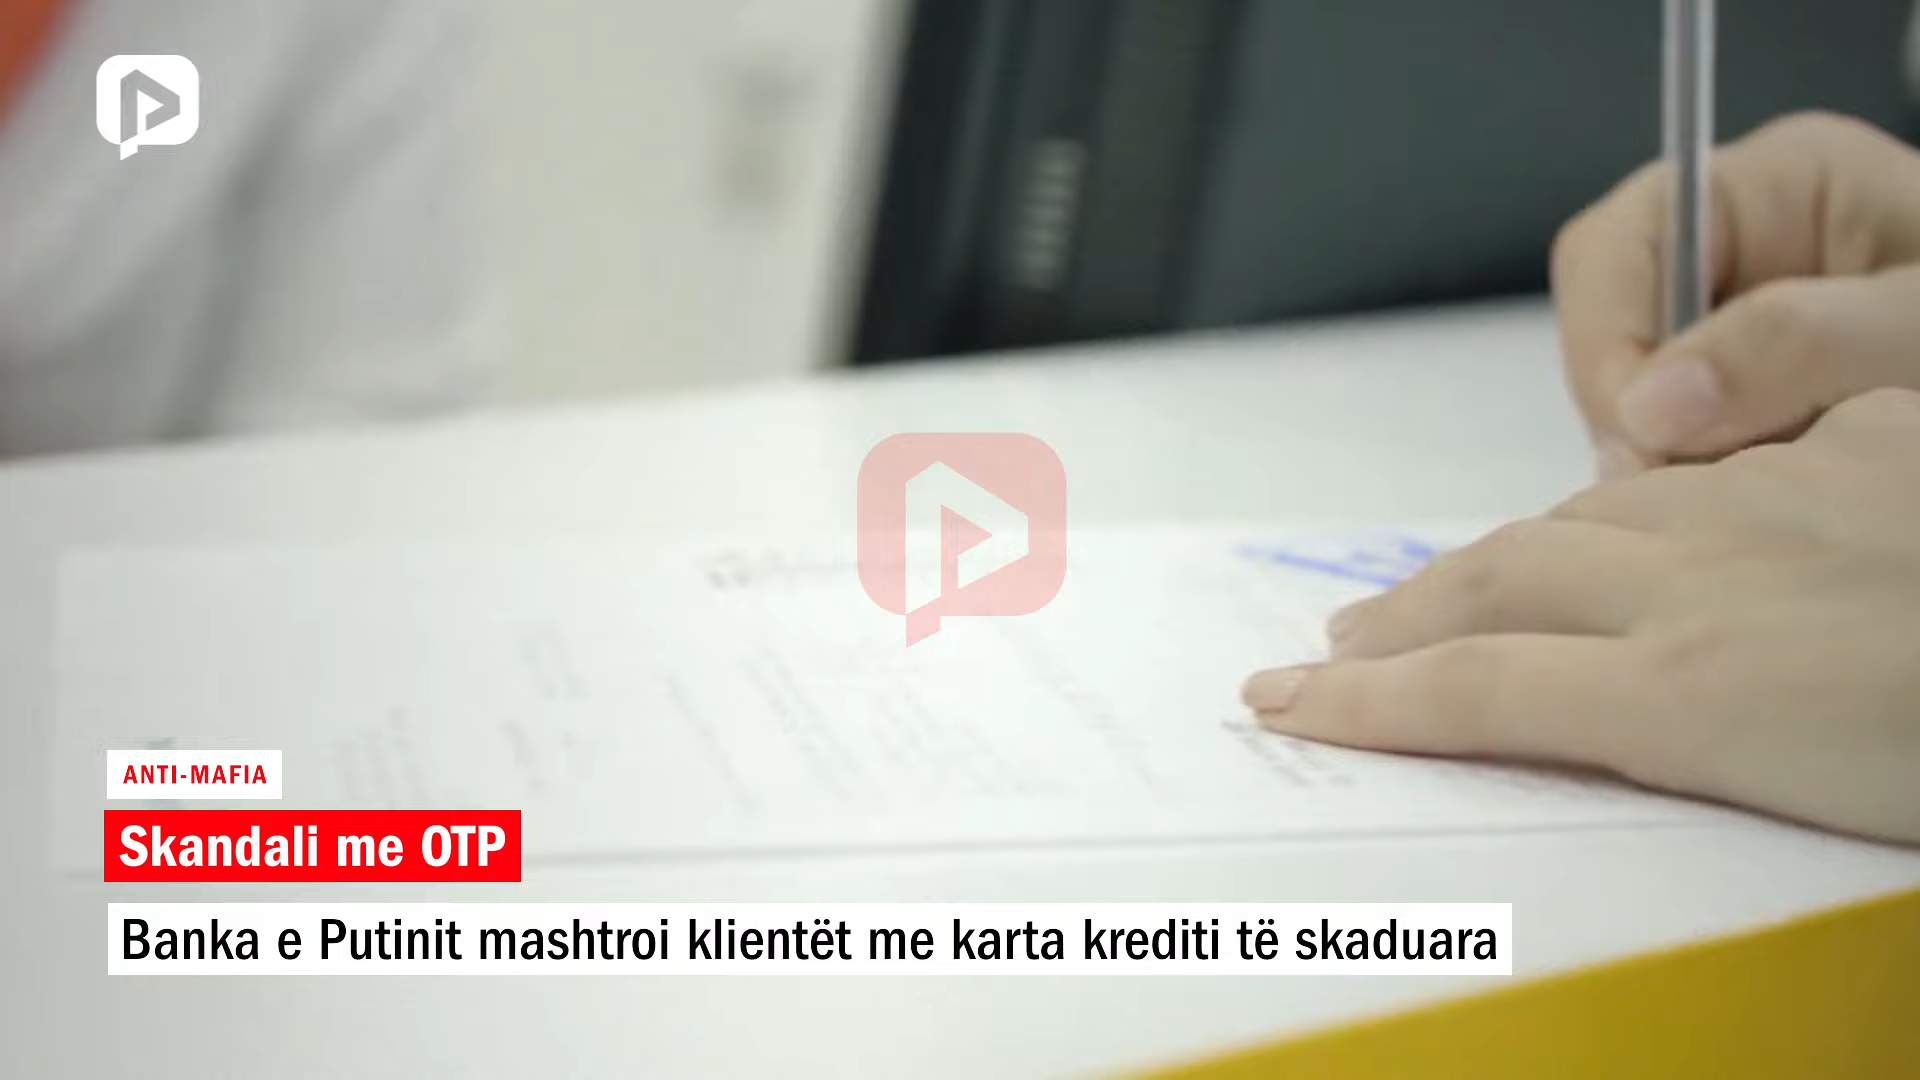 ANTI-MAFIA
Skandali me OTP
Banka e Putinit mashtroi klientët me karta krediti të skaduara